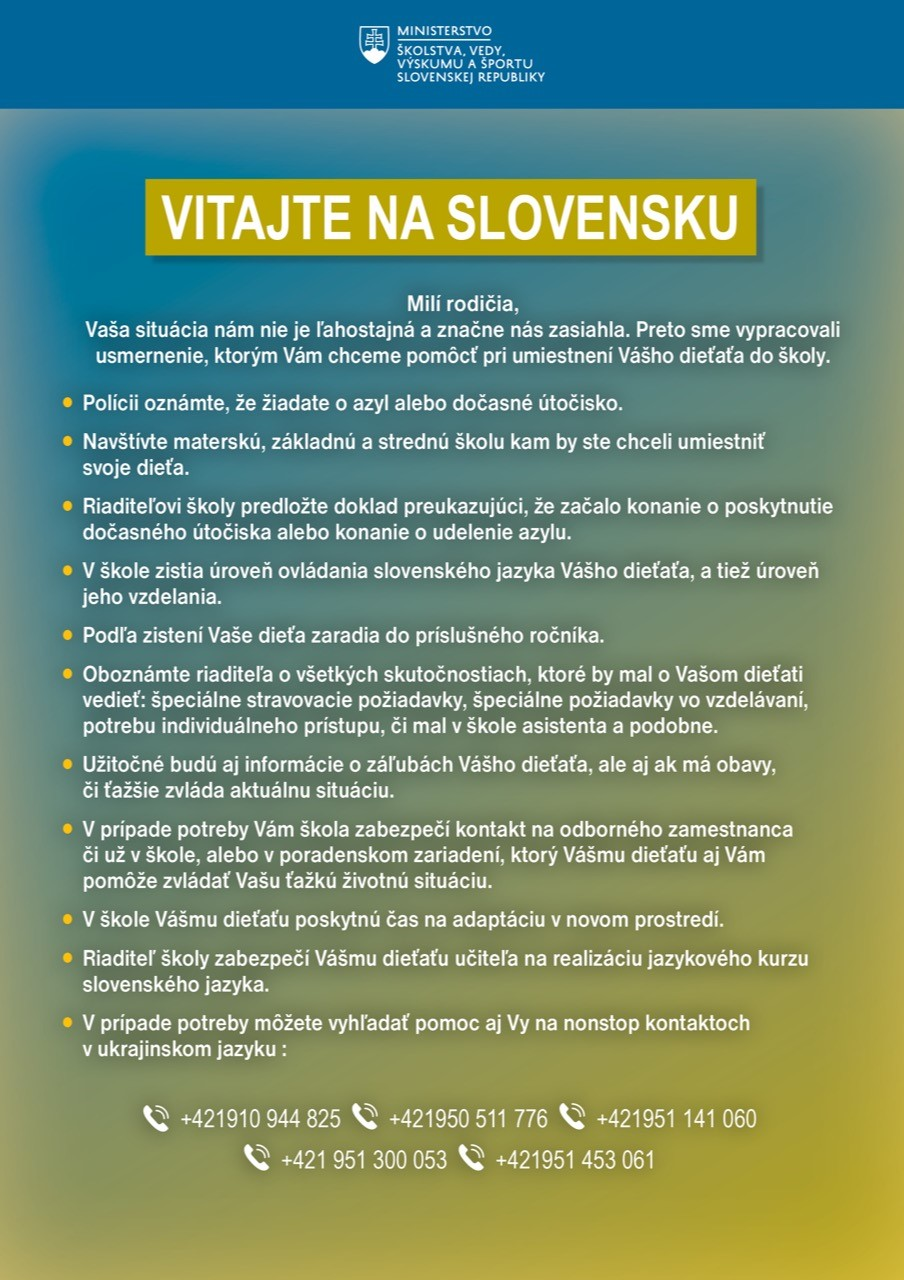 MINISTERSTVO
ŠKOLSTVA, VEDY,
VÝSKUMU A ŠPORTU
SLOVENSKEJ REPUBLIKY
VITAJTE NA SLOVENSKU
Milí rodičia,
Vaša situácia nám nie je ľahostajná a značne nás zasiahla. Preto sme vypracovali
usmernenie, ktorým Vám chceme pomôcť pri umiestnení Vášho dieťaťa do školy.
• Polícii oznámte, že žiadate o azyl alebo dočasné útočisko.
• Navštívte materskú, základnú a strednú školu kam by ste chceli umiestniť
svoje dieťa.
• Riaditeľovi školy predložte doklad preukazujúci, že začalo konanie o poskytnutie
dočasného útočiska alebo konanie o udelenie azylu.
• V škole zistia úroveň ovládania slovenského jazyka Vášho dieťaťa, a tiež úroveň
jeho vzdelania.
• Podľa zistení Vaše dieťa zaradia do príslušného ročníka.
• Oboznámte riaditeľa o všetkých skutočnostiach, ktoré by mal o Vašom dieťati
vedieť: špeciálne stravovacie požiadavky, špeciálne požiadavky vo vzdelávaní,
potrebu individuálneho prístupu, či mal v škole asistenta a podobne.
• Užitočné budú aj informácie o záľubách Vášho dieťaťa, ale aj ak má obavy,
či ťažšie zvláda aktuálnu situáciu.
• V prípade potreby Vám škola zabezpečí kontakt na odborného zamestnanca
či už v škole, alebo v poradenskom zariadení, ktorý Vášmu dieťaťu aj Vám
pomôže zvládať Vašu ťažkú životnú situáciu.
• V škole Vášmu dieťaťu poskytnú čas na adaptáciu v novom prostredí.
• Riaditeľ školy zabezpečí Vášmu dieťaťu učiteľa na realizáciu jazykového kurzu
slovenského jazyka.
• V prípade potreby môžete vyhľadať pomoc aj Vy na nonstop kontaktoch
v ukrajinskom jazyku :
+421910 944 825 +421950 511 776 +421951 141 060
+421 951 300 053 +421951 453 061